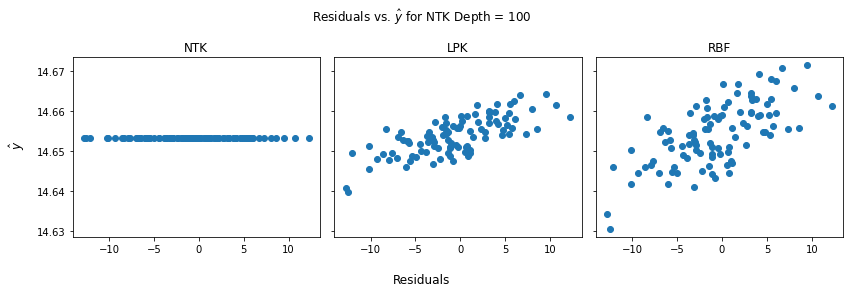 Residuals vs. ŷ for NTK Depth = 100
NTK
LPK
RBF
14.67
14.66
14.65
14.64
14.63
ŷ
−10 −5 0 5 10
−10 −5 0 5 10
−10 −5 0 5 10
Residuals